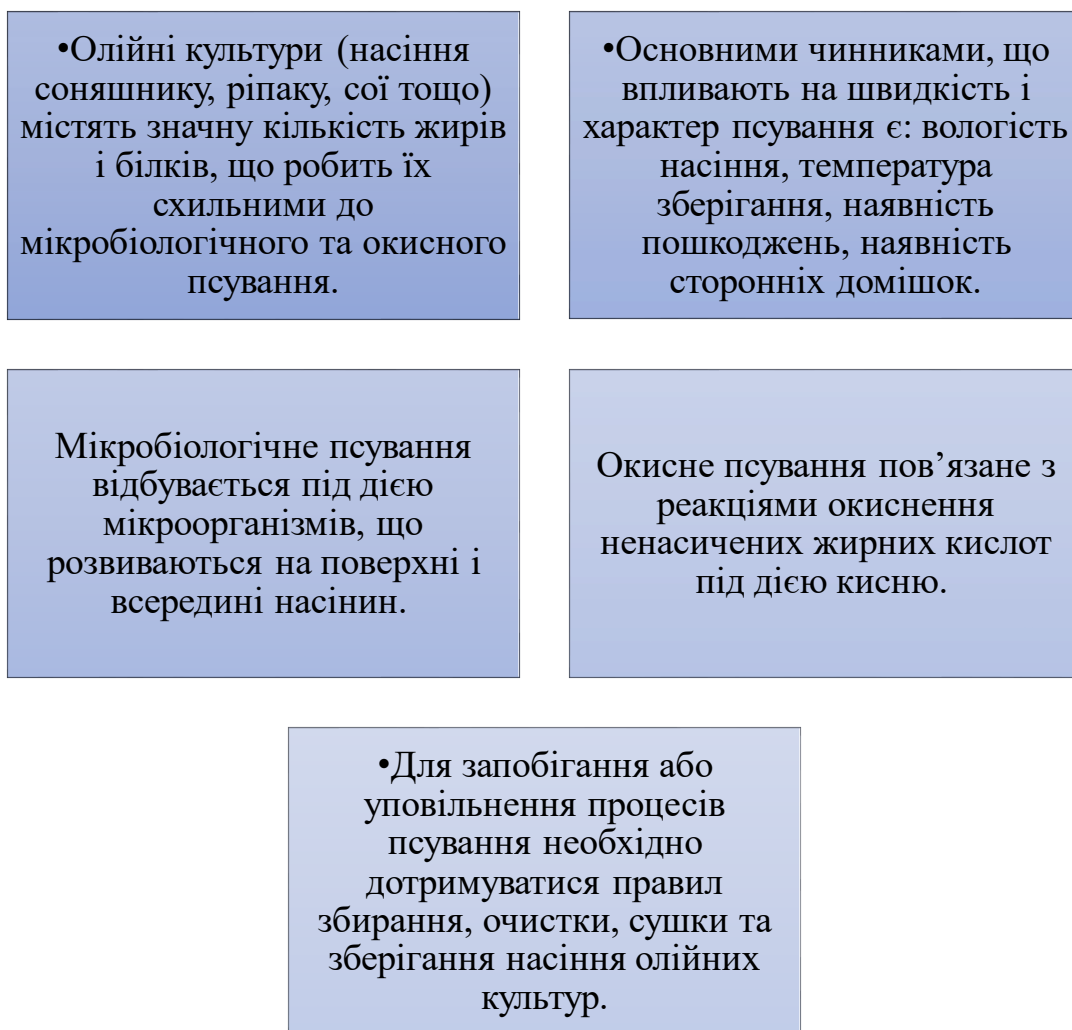 •Олійні культури (насіння
соняшнику, ріпаку, сої тощо)
містять значну кількість жирів
і білків, що робить їх
схильними до
мікробіологічного та окисного
псування.
•Основними чинниками, що
впливають на швидкість і
характер псування є: вологість
насіння, температура
зберігання, наявність
пошкоджень, наявність
сторонніх домішок.
Мікробіологічне псування
відбувається під дією
мікроорганізмів, що
розвиваються на поверхні і
всередині насінин.
Окисне псування пов’язане з
реакціями окиснення
ненасичених жирних кислот
під дією кисню.
•Для запобігання або
уповільнення процесів
псування необхідно
дотримуватися правил
збирання, очистки, сушки та
зберігання насіння олійних
культур.